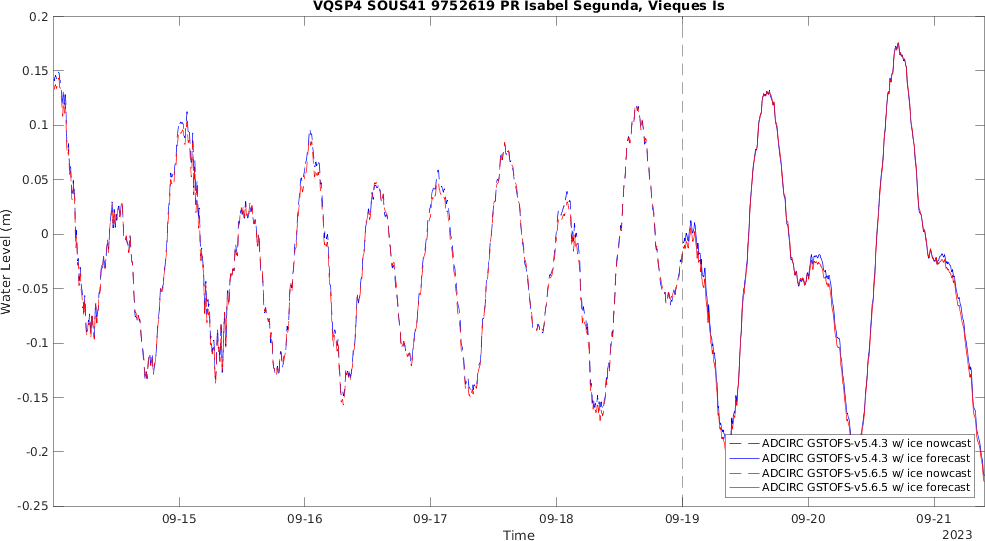 VQSP4 SOUS41 9752619 PR Isabel Segunda, Vieques Is
0.2
0.15
0.1
0.05
0
-0.05
-0.1
-0.15
-0.2
-0.25
Water Level (m)
ADCIRC GSTOFS-v5.4.3 w/ ice nowcast
ADCIRC GSTOFS-v5.4.3 w/ ice forecast
ADCIRC GSTOFS-v5.6.5 w/ ice nowcast
ADCIRC GSTOFS-v5.6.5 w/ ice forecast
09-15 09-16 09-17 09-18 09-19 09-20 09-21
Time
2023